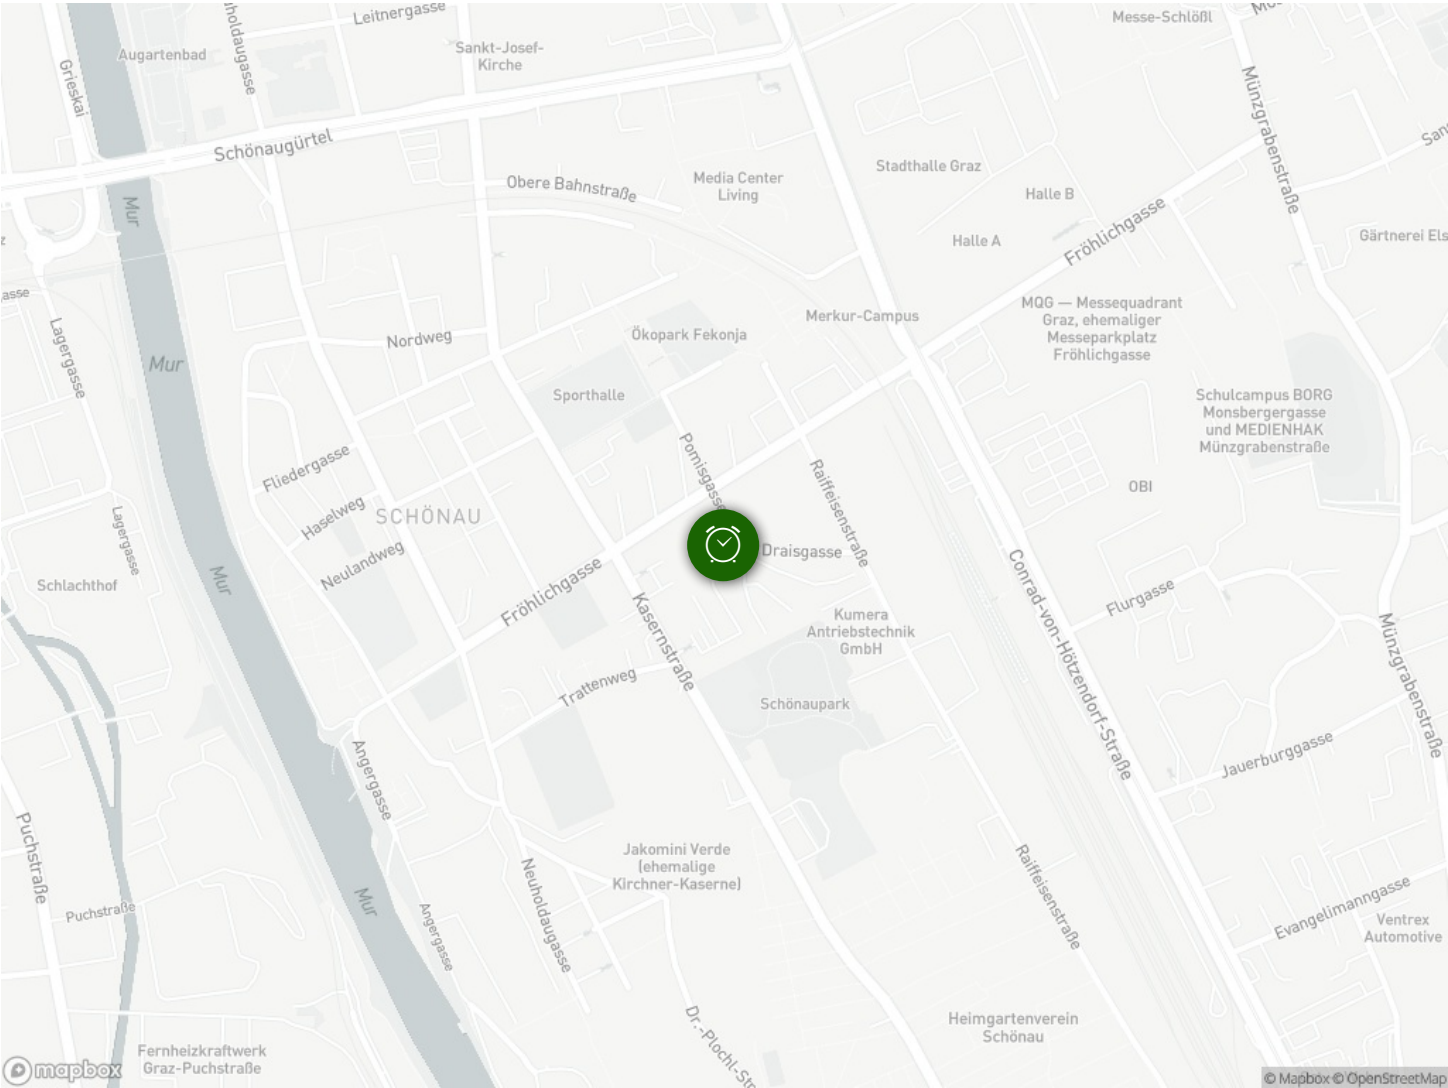 Leitnergasse
Messe-Schlößl
Augartenbad
Sankt-Josef-
Kirche
Grieskai
holdaugasse
Münzgrabenstraße
Schönaugürtel
Stadthalle Graz
Media Center
Living
Obere Bahnstraße
Halle B
Mur
Fröhlichgasse
Halle A
Gärtnerei Els
asse
MQG — Messequadrant
Graz, ehemaliger
Messeparkplatz
Fröhlichgasse
Merkur-Campus
Lagergasse
Nordweg
Ökopark Fekonja
Mur
Sporthalle
Schulcampus BORG
Monsbergergasse
und MEDIENHAK
Münzgrabenstraße
Pomisgasse
Fliedergasse
Raiffeisenstraße
OBI
Haselweg
SCHÖNAU
Lagergasse
Draisgasse
Neulandweg
Schlachthof
Mur
Fröhlichgasse
Conrad-von-Hötzendorf-Straße
Flurgasse
Kasernstraße
Kumera
Antriebstechnik
GmbH
Münzgrabenstraße
Trattenweg
Schönaupark
Angergasse
Jauerburggasse
Puchstraße
Jakomini Verde
(ehemalige
Kirchner-Kaserne)
Neuholdaugasse
Raiffeisenstraße
Mur
Puchstraße
Angergasse
Evangelimanngasse
Ventrex
Automotive
Dr.-Plochl-Str
Heimgartenverein
Schönau
Fernheizkraftwerk
Graz-Puchstraße
mapbox
© Mapbox © OpenStreetMap